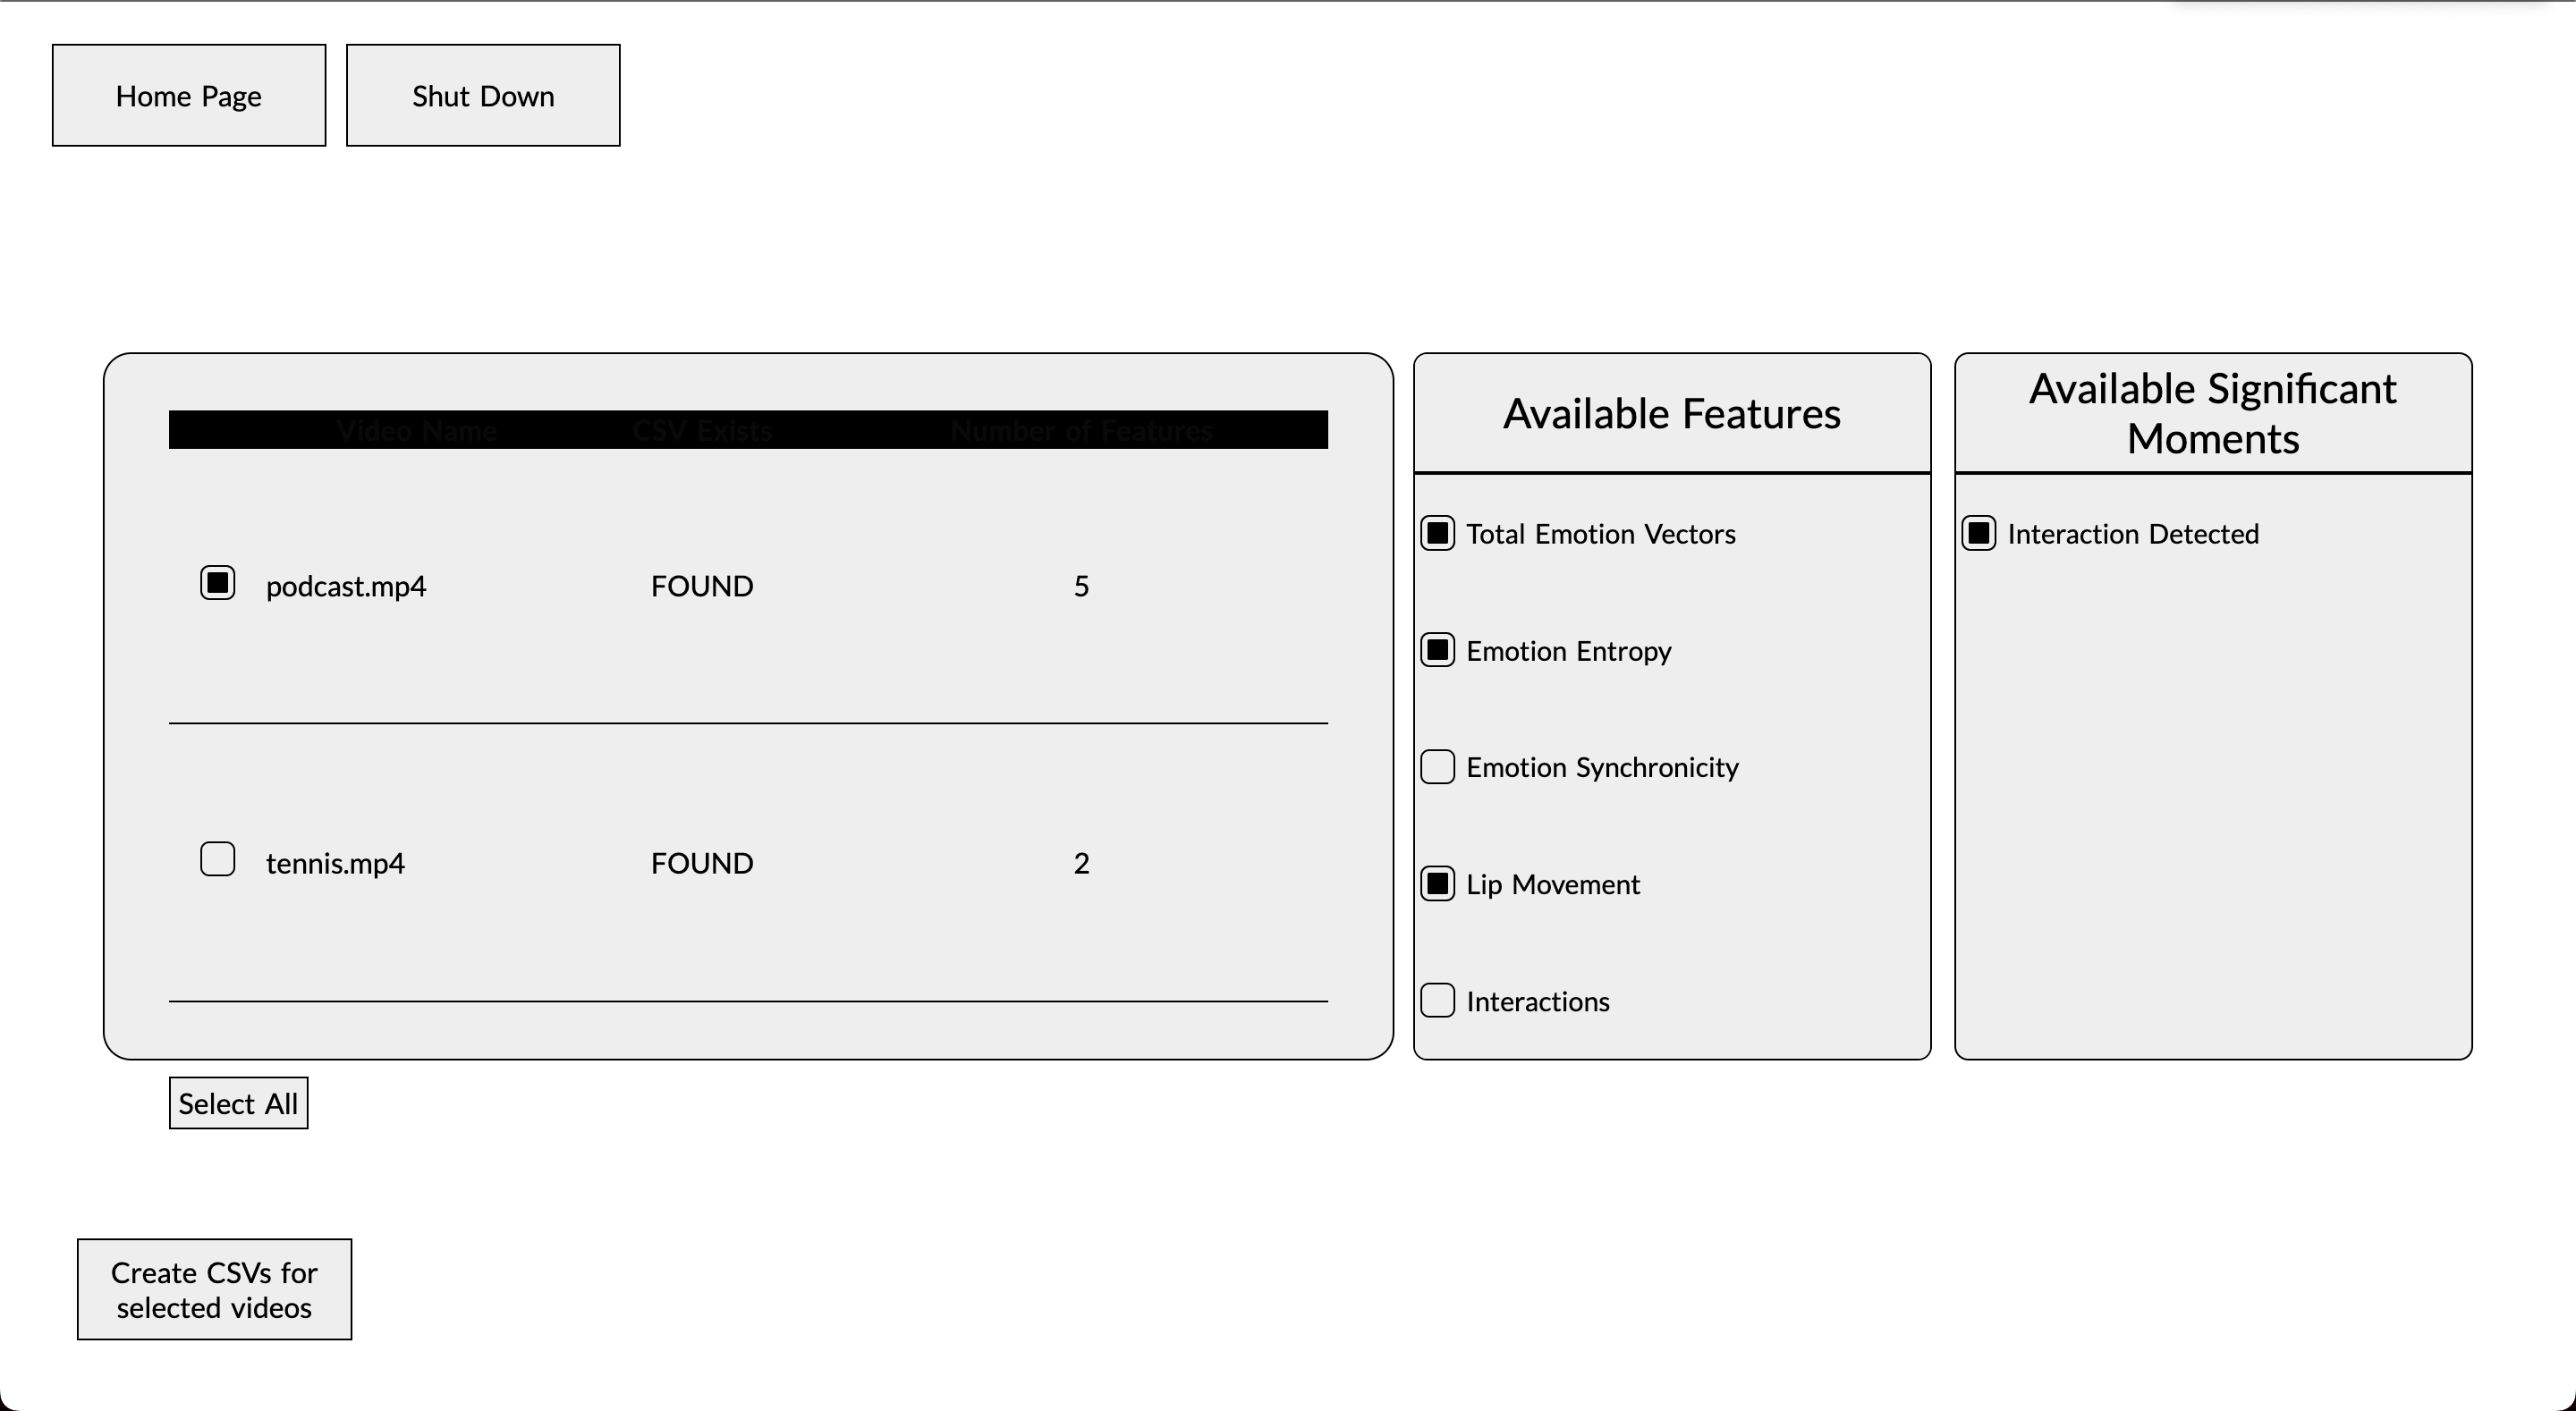 Home Page
Shut Down
Video Name CSV Exists Number of Features
podcast.mp4 FOUND 5
tennis.mp4 FOUND 2
Select All
Available Features
Total Emotion Vectors
Emotion Entropy
Emotion Synchronicity
Lip Movement
Interactions
Available Significant
Moments
Interaction Detected
Create CSVs for
selected videos